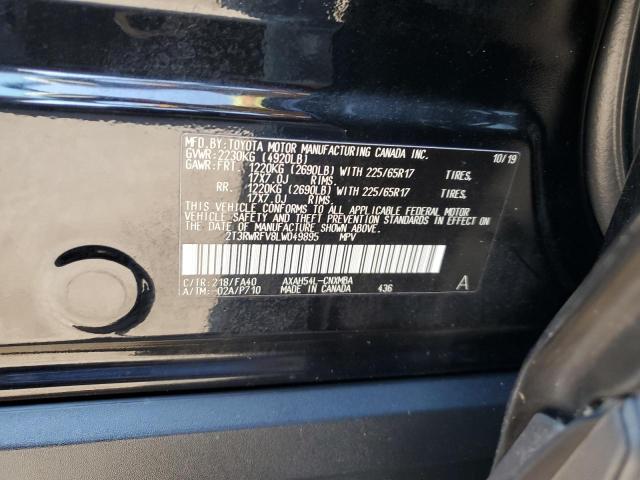 MFD.BY:TOYOTA MOTOR MANUFACTURING CANADA INC. 10/19
GVWR:2230KG (4920LB)
GAWR:FRT. 1220KG (2690LB) WITH 225/65R17 TIRES,
17X7.0J RIMS,
RR. 1220KG (2690LB) WITH 225/65R17 TIRES,
17X7.0J RIMS,
THIS VEHICLE CONFORMS TO ALL APPLICABLE FEDERAL MOTOR
VEHICLE SAFETY AND THEFT PREVENTION STANDARDS IN EFFECT ON
THE DATE OF MANUFACTURE SHOWN ABOVE.
2T3RWRFV8LW049895 MPV
C/TR:218/FA40 AXAH54L-CNXMBA A
A/TM:-02A/P710 MADE IN CANADA 436